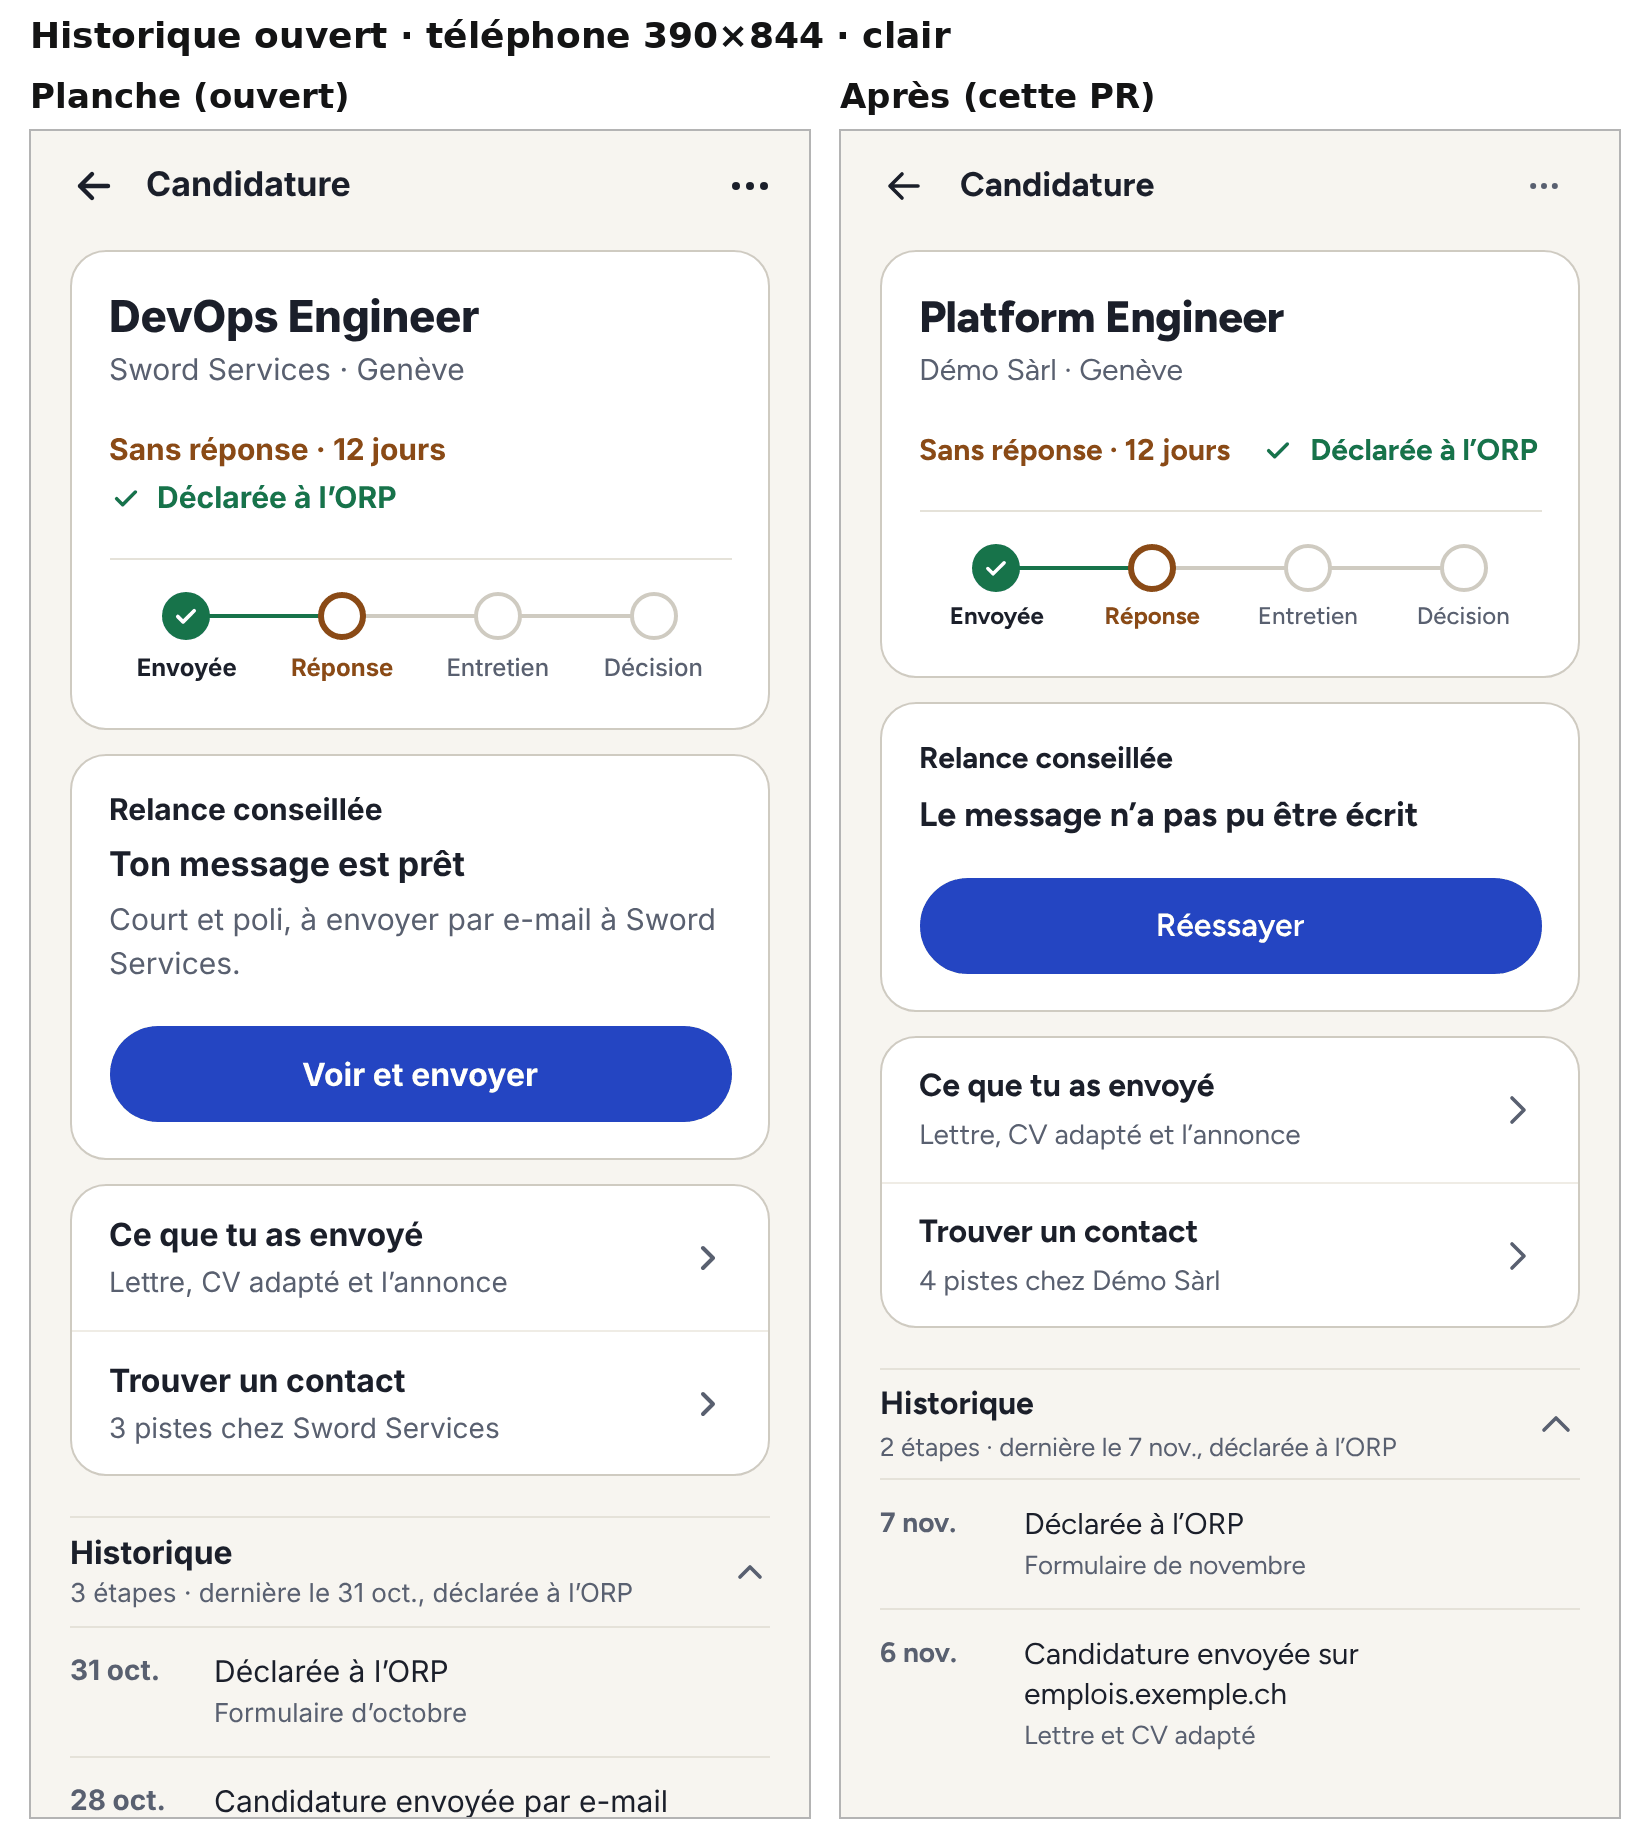 Historique ouvert · téléphone 390×844 · clair
Planche (ouvert)
Candidature
DevOps Engineer
Sword Services · Genève
Sans réponse · 12 jours
Déclarée à l’ORP
Envoyée Réponse Entretien Décision
Relance conseillée
Ton message est prêt
Court et poli, à envoyer par e-mail à Sword
Services.
Voir et envoyer
Ce que tu as envoyé
Lettre, CV adapté et l’annonce
Trouver un contact
3 pistes chez Sword Services
Historique
3 étapes · dernière le 31 oct., déclarée à l’ORP
31 oct. Déclarée à l’ORP
Formulaire d’octobre
28 oct. Candidature envoyée par e-mail
Après (cette PR)
Candidature
Platform Engineer
Démo Sàrl · Genève
Sans réponse · 12 jours Déclarée à l’ORP
Envoyée Réponse Entretien Décision
Relance conseillée
Le message n’a pas pu être écrit
Réessayer
Ce que tu as envoyé
Lettre, CV adapté et l’annonce
Trouver un contact
4 pistes chez Démo Sàrl
Historique
2 étapes · dernière le 7 nov., déclarée à l’ORP
7 nov. Déclarée à l’ORP
Formulaire de novembre
6 nov. Candidature envoyée sur
emplois.exemple.ch
Lettre et CV adapté